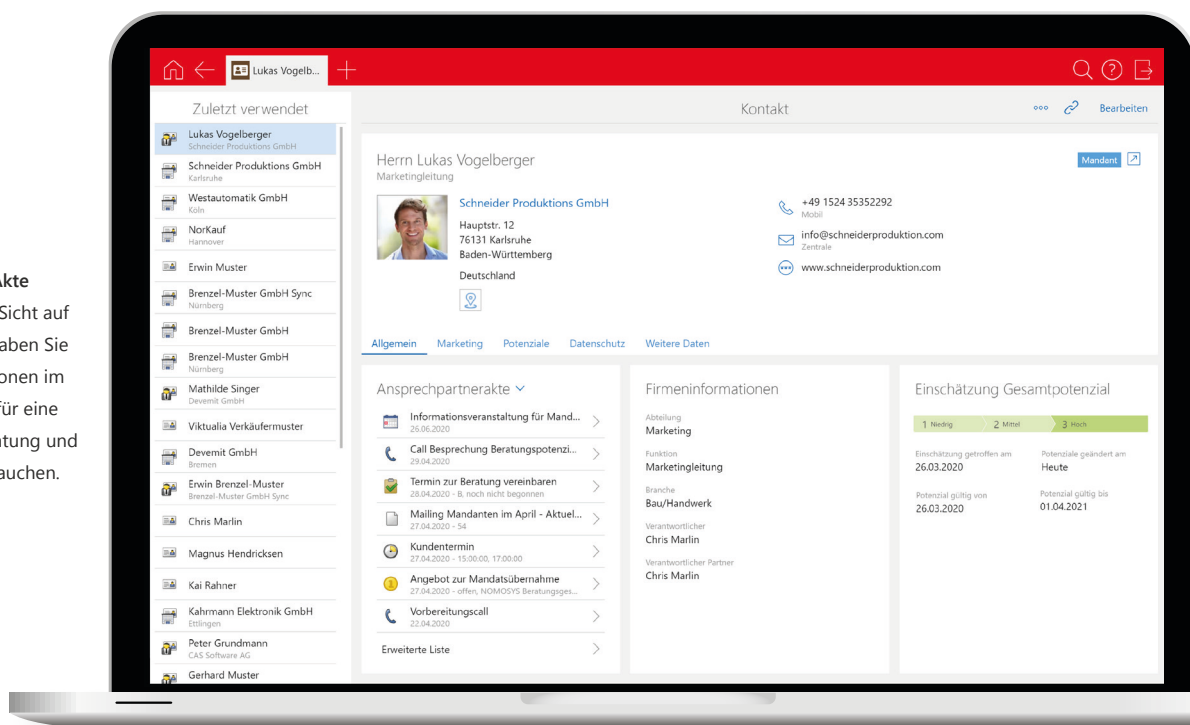 Akte
Sicht auf
aben Sie
onen im
für eine
atung und
auchen.
Lukas Vogelb...
Zuletzt verwendet
Lukas Vogelberger
Schneider Produktions GmbH
Schneider Produktions GmbH
Karlsruhe
Westautomatik GmbH
Köln
NorKauf
Hannover
Erwin Muster
Brenzel-Muster GmbH Sync
Nürnberg
Brenzel-Muster GmbH
Brenzel-Muster GmbH
Nürnberg
Mathilde Singer
Devemit GmbH
Viktualia Verkäufermuster
Devemit GmbH
Bremen
Erwin Brenzel-Muster
Brenzel-Muster GmbH Sync
Chris Marlin
Magnus Hendricksen
Kai Rahner
Kahrmann Elektronik GmbH
Ettlingen
Peter Grundmann
CAS Software AG
Gerhard Muster
Kontakt
Bearbeiten
Herrn Lukas Vogelberger
Marketingleitung
Mandant
Schneider Produktions GmbH
Hauptstr. 12
76131 Karlsruhe
Baden-Württemberg
Deutschland
+49 1524 35352292
Mobil
info@schneiderproduktion.com
Zentrale
www.schneiderproduktion.com
Allgemein Marketing Potenziale Datenschutz Weitere Daten
Ansprechpartnerakte
Informationsveranstaltung für Mand...
26.06.2020
Call Besprechung Beratungspotenzi...
29.04.2020
Termin zur Beratung vereinbaren
28.04.2020 - B, noch nicht begonnen
Mailing Mandanten im April - Aktuel...
27.04.2020 - 54
Kundentermin
27.04.2020 - 15:00:00, 17:00:00
Angebot zur Mandatsübernahme
27.04.2020 - offen, NOMOSYS Beratungsges...
Vorbereitungscall
22.04.2020
Erweiterte Liste
Firmeninformationen
Abteilung
Marketing
Funktion
Marketingleitung
Branche
Bau/Handwerk
Verantwortlicher
Chris Marlin
Verantwortlicher Partner
Chris Marlin
Einschätzung Gesamtpotenzial
1 Niedrig 2 Mittel 3 Hoch
Einschätzung getroffen am Potenziale geändert am
26.03.2020 Heute
Potenzial gültig von Potenzial gültig bis
26.03.2020 01.04.2021